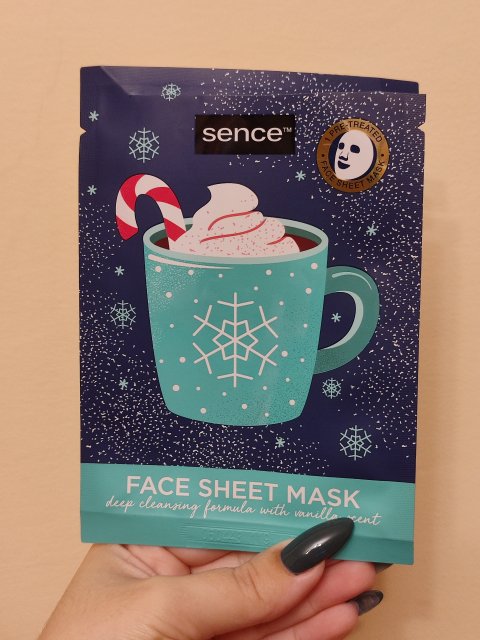 sence™
1 PRE-TREATED
FACE SHEET MASK
FACE SHEET MASK
deep cleansing formula with vanilla scent